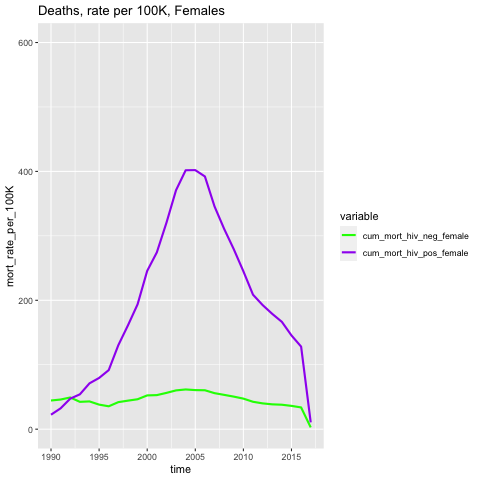 Deaths, rate per 100K, Females
mort_rate_per_100K
600
400
200
0
1990
1995
2000
2005
2010
2015
time
variable
cum_mort_hiv_neg_female
cum_mort_hiv_pos_female